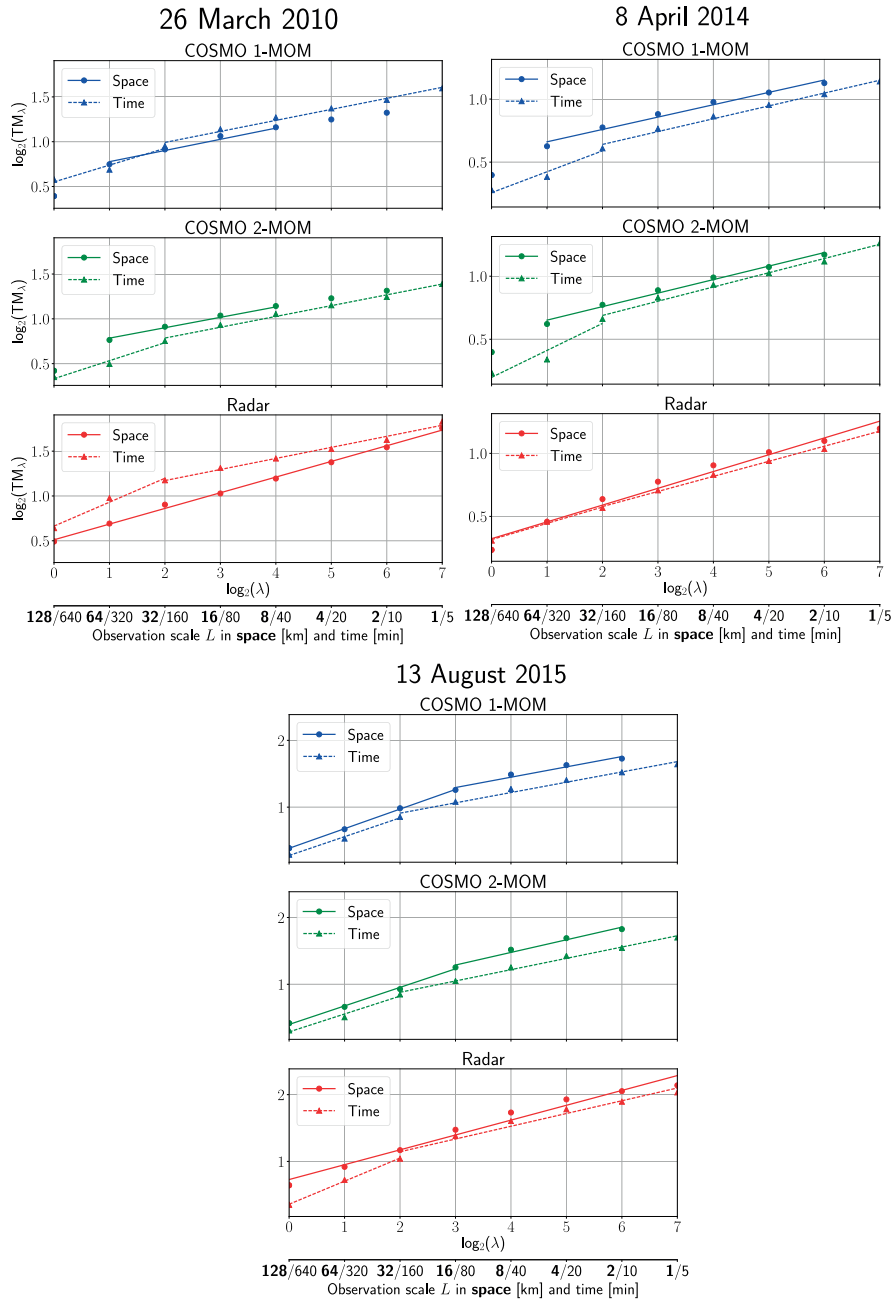 26 March 2010
COSMO 1-MOM
Space
Time
1.5
1.0
0.5
log₂(TM_λ)
COSMO 2-MOM
Space
Time
1.5
1.0
0.5
log₂(TM_λ)
Radar
Space
Time
1.5
1.0
0.5
log₂(TM_λ)
0 1 2 3 4 5 6 7
log₂(λ)
128/640 64/320 32/160 16/80 8/40 4/20 2/10 1/5
Observation scale L in space [km] and time [min]
8 April 2014
COSMO 1-MOM
Space
Time
1.0
0.5
COSMO 2-MOM
Space
Time
1.0
0.5
Radar
Space
Time
1.0
0.5
0 1 2 3 4 5 6 7
log₂(λ)
128/640 64/320 32/160 16/80 8/40 4/20 2/10 1/5
Observation scale L in space [km] and time [min]
13 August 2015
COSMO 1-MOM
Space
Time
2
1
COSMO 2-MOM
Space
Time
2
1
Radar
Space
Time
2
1
0 1 2 3 4 5 6 7
log₂(λ)
128/640 64/320 32/160 16/80 8/40 4/20 2/10 1/5
Observation scale L in space [km] and time [min]